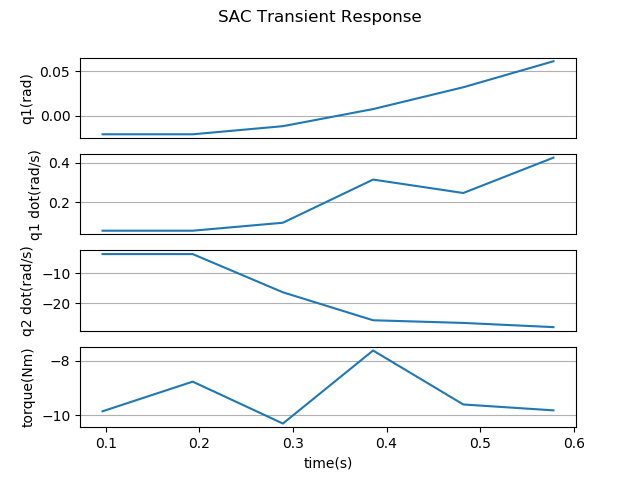 SAC Transient Response
0.05
0.00
q1(rad)
0.4
0.2
q1 dot(rad/s)
−10
−20
q2 dot(rad/s)
−8
−10
torque(Nm)
0.1 0.2 0.3 0.4 0.5 0.6
time(s)